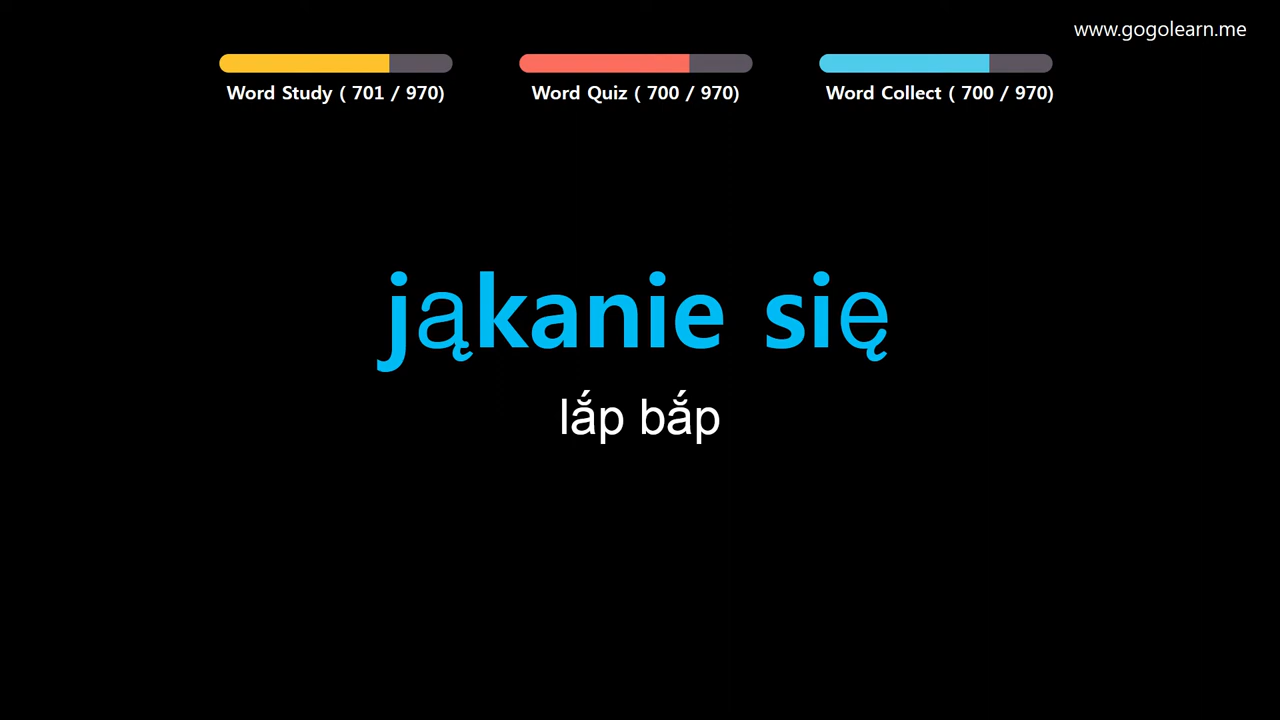 www.gogolearn.me
Word Study ( 701 / 970)
Word Quiz ( 700 / 970)
Word Collect ( 700 / 970)
jąkanie się
lắp bắp